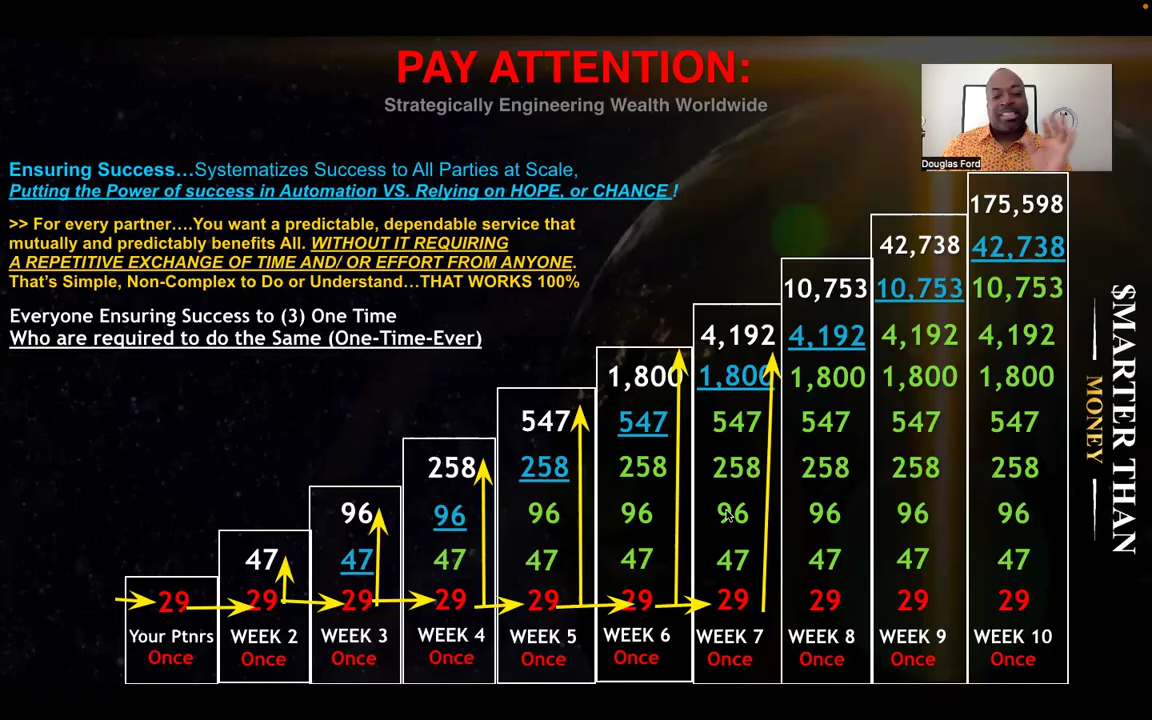 PAY ATTENTION:
Strategically Engineering Wealth Worldwide
Douglas Ford
Ensuring Success...Systematizes Success to All Parties at Scale,
Putting the Power of success in Automation VS. Relying on HOPE, or CHANCE !
>> For every partner....You want a predictable, dependable service that
mutually and predictably benefits All. WITHOUT IT REQUIRING
A REPETITIVE EXCHANGE OF TIME AND/ OR EFFORT FROM ANYONE.
That's Simple, Non-Complex to Do or Understand...THAT WORKS 100%
Everyone Ensuring Success to (3) One Time
Who are required to do the Same (One-Time-Ever)
175,598
42,738 42,738
10,753 10,753 10,753
4,192 4,192 4,192 4,192
1,800 1,800 1,800 1,800 1,800
547 547 547 547 547 547
258 258 258 258 258 258 258
96 96 96 96 96 96 96 96
47 47 47 47 47 47 47 47 47
29 29 29 29 29 29 29 29 29 29
Your Ptnrs WEEK 2 WEEK 3 WEEK 4 WEEK 5 WEEK 6 WEEK 7 WEEK 8 WEEK 9 WEEK 10
Once Once Once Once Once Once Once Once Once Once
$MARTER THAN
MONEY